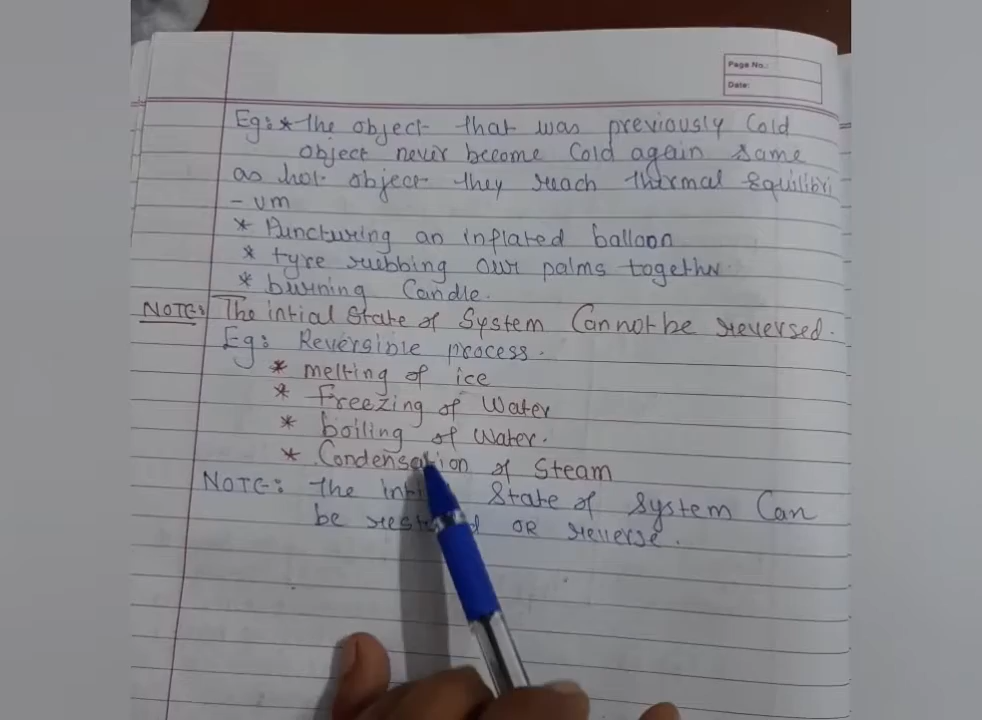 Page No.:
Date:
Eg: * The object that was previously Cold
object never become Cold again same
as hot object they reach thermal Equilibri
- um
* Puncturing an inflated balloon
* tyre rubbing our palms together.
* burning Candle.
NOTE: The intial State of System Cannot be reversed.
Eg: Reversible process.
* melting of ice
* Freezing of Water
* boiling of Water.
* Condensation of Steam
NOTE: The State of System Can
be OR reverse.